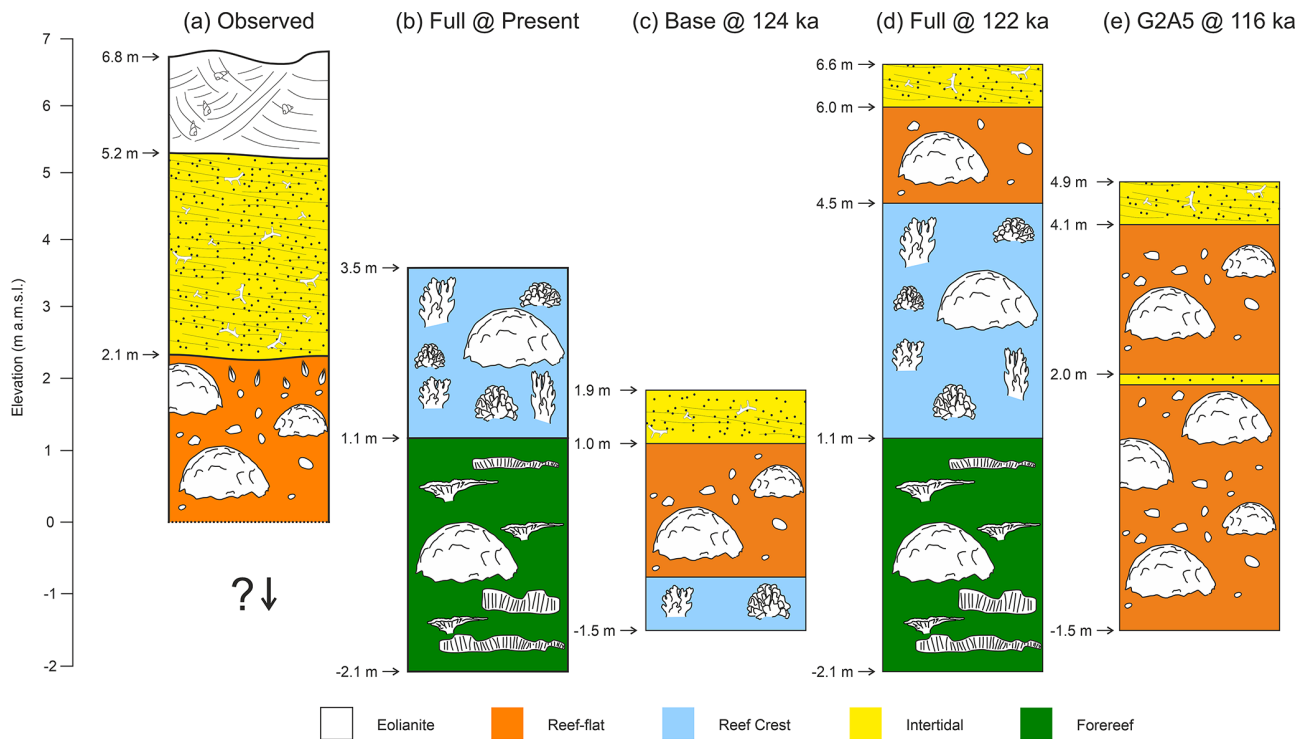 (a) Observed
(b) Full @ Present
(c) Base @ 124 ka
(d) Full @ 122 ka
(e) G2A5 @ 116 ka
Elevation (m a.m.s.l.)
7
6
5
4
3
2
1
0
-1
-2
6.8 m
5.2 m
2.1 m
?
3.5 m
1.1 m
-2.1 m
1.9 m
1.0 m
-1.5 m
6.6 m
6.0 m
4.5 m
1.1 m
-2.1 m
4.9 m
4.1 m
2.0 m
-1.5 m
Eolianite
Reef-flat
Reef Crest
Intertidal
Forereef